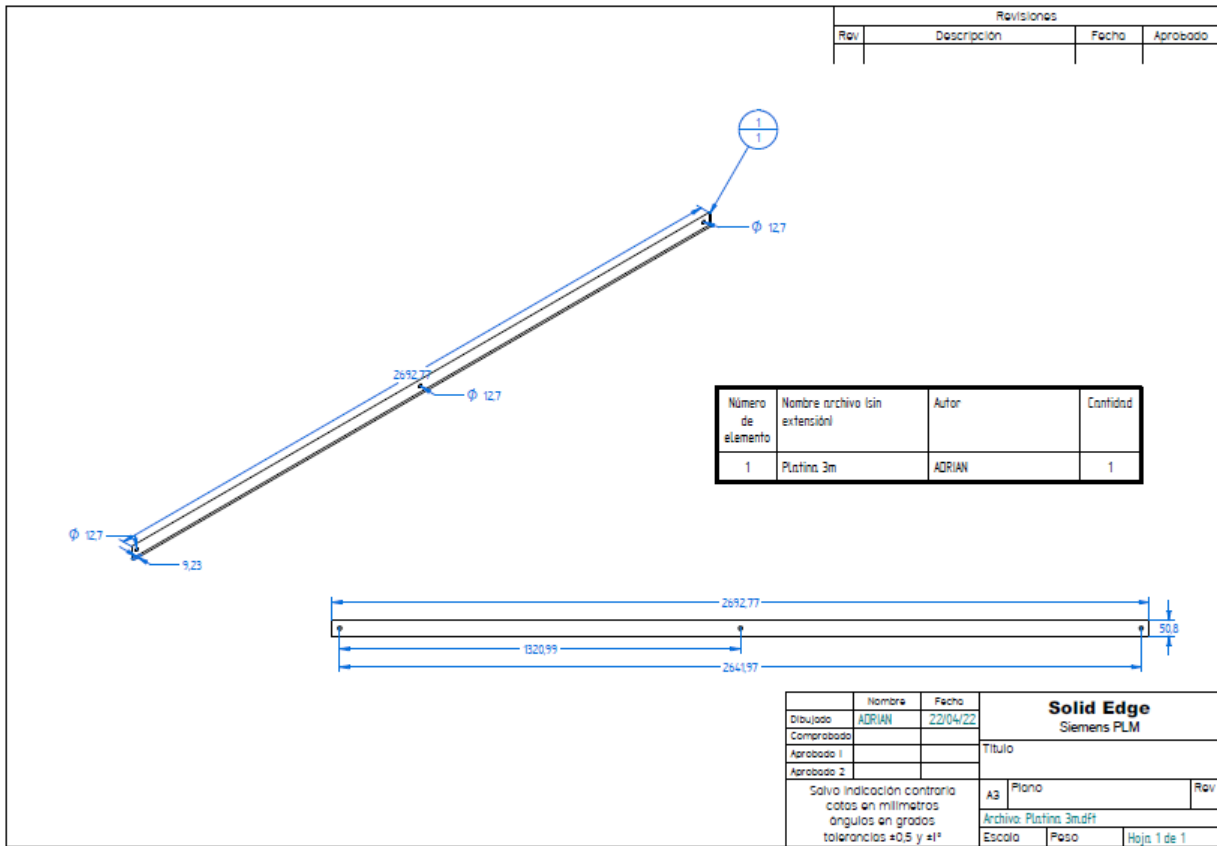 Revisiones
Rev Descripción Fecha Aprobado
1
1
Ø 12,7
2692,77
Ø 12,7
Número de elemento Nombre archivo (sin extensión) Autor Cantidad
1 Platina 3m ADRIAN 1
Ø 12,7
9,23
2692,77
50,8
1320,99
2641,97
Nombre Fecha
Dibujado ADRIAN 22/04/22
Comprobado
Aprobado 1
Aprobado 2
Solid Edge
Siemens PLM
Título
Salvo indicación contraria
cotas en milímetros
ángulos en grados
tolerancias ±0,5 y ±1º
A3 Plano Rev
Archivo: Platina 3m.dft
Escala Peso Hoja 1 de 1